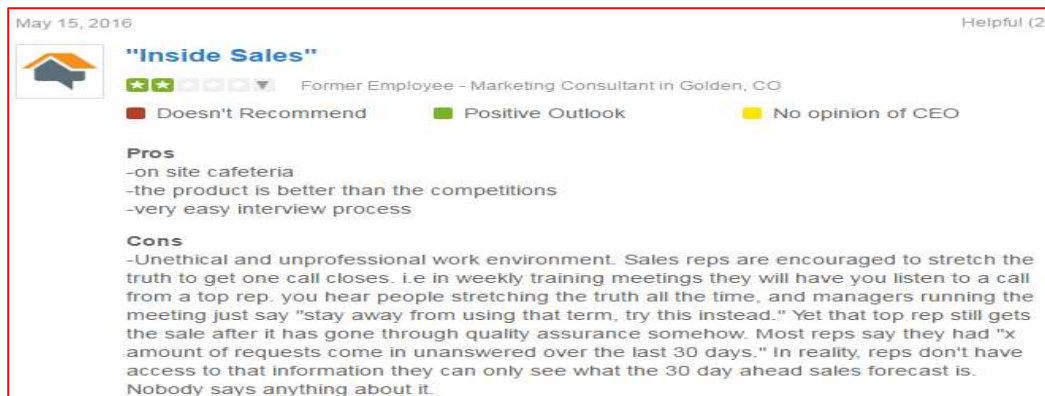 May 15, 2016 Helpful (2
"Inside Sales"
Former Employee - Marketing Consultant in Golden, CO
Doesn't Recommend Positive Outlook No opinion of CEO
Pros
-on site cafeteria
-the product is better than the competitions
-very easy interview process
Cons
-Unethical and unprofessional work environment. Sales reps are encouraged to stretch the
truth to get one call closes. i.e in weekly training meetings they will have you listen to a call
from a top rep. you hear people stretching the truth all the time, and managers running the
meeting just say "stay away from using that term, try this instead." Yet that top rep still gets
the sale after it has gone through quality assurance somehow. Most reps say they had "x
amount of requests come in unanswered over the last 30 days." In reality, reps don't have
access to that information they can only see what the 30 day ahead sales forecast is.
Nobody says anything about it.